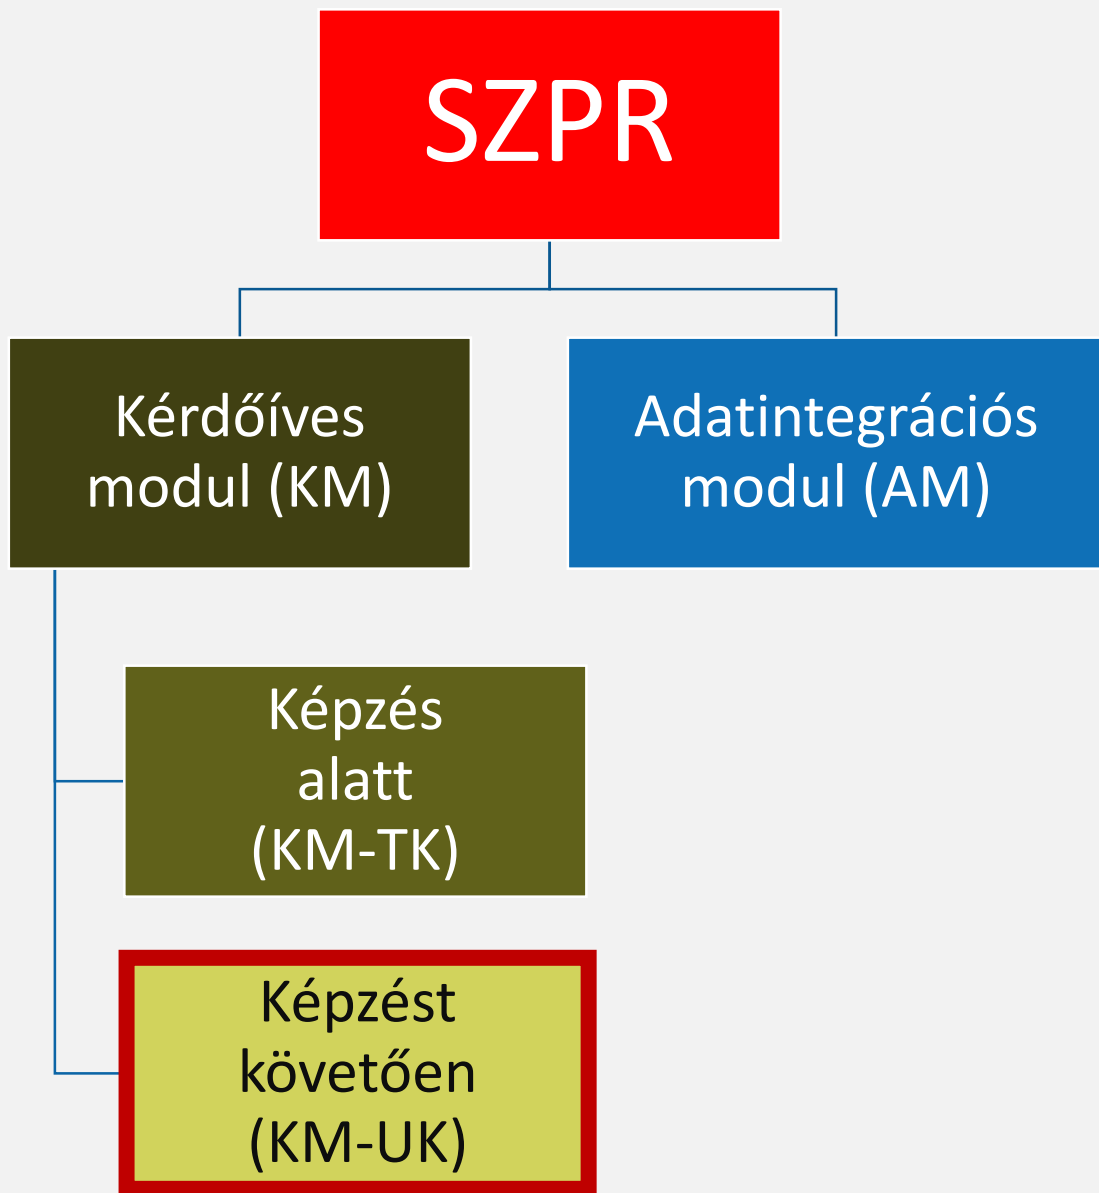 SZPR
Kérdőíves
modul (KM)
Adatintegrációs
modul (AM)
Képzés
alatt
(KM-TK)
Képzést
követően
(KM-UK)